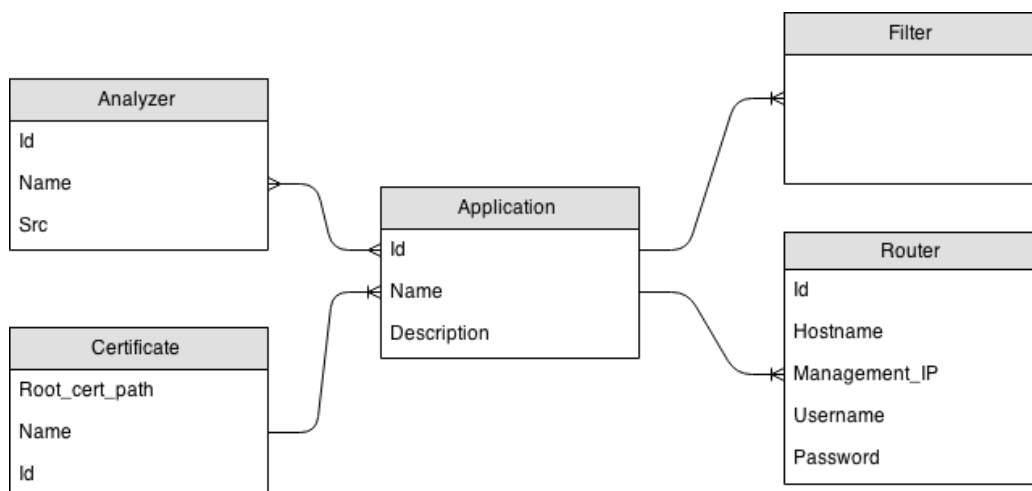 Analyzer
Id
Name
Src
Certificate
Root_cert_path
Name
Id
Application
Id
Name
Description
Filter
Router
Id
Hostname
Management_IP
Username
Password